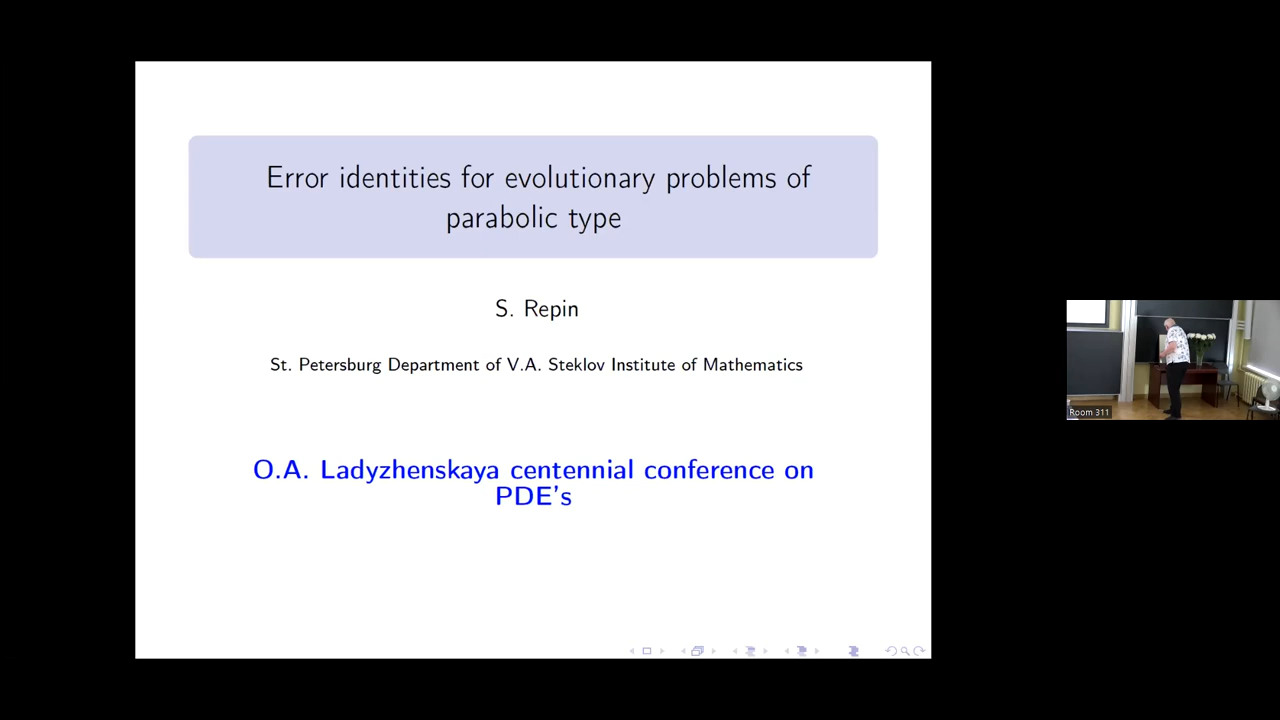 Error identities for evolutionary problems of
parabolic type
S. Repin
St. Petersburg Department of V.A. Steklov Institute of Mathematics
O.A. Ladyzhenskaya centennial conference on
PDE's
Room 311